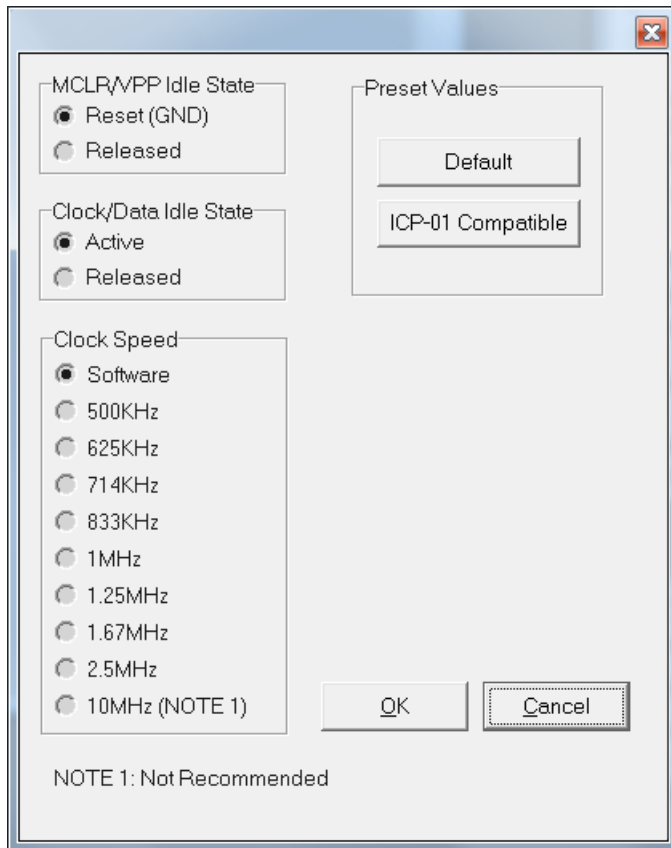 MCLR/VPP Idle State
Reset (GND)
Released
Clock/Data Idle State
Active
Released
Clock Speed
Software
500KHz
625KHz
714KHz
833KHz
1MHz
1.25MHz
1.67MHz
2.5MHz
10MHz (NOTE 1)
Preset Values
Default
ICP-01 Compatible
OK
Cancel
NOTE 1: Not Recommended